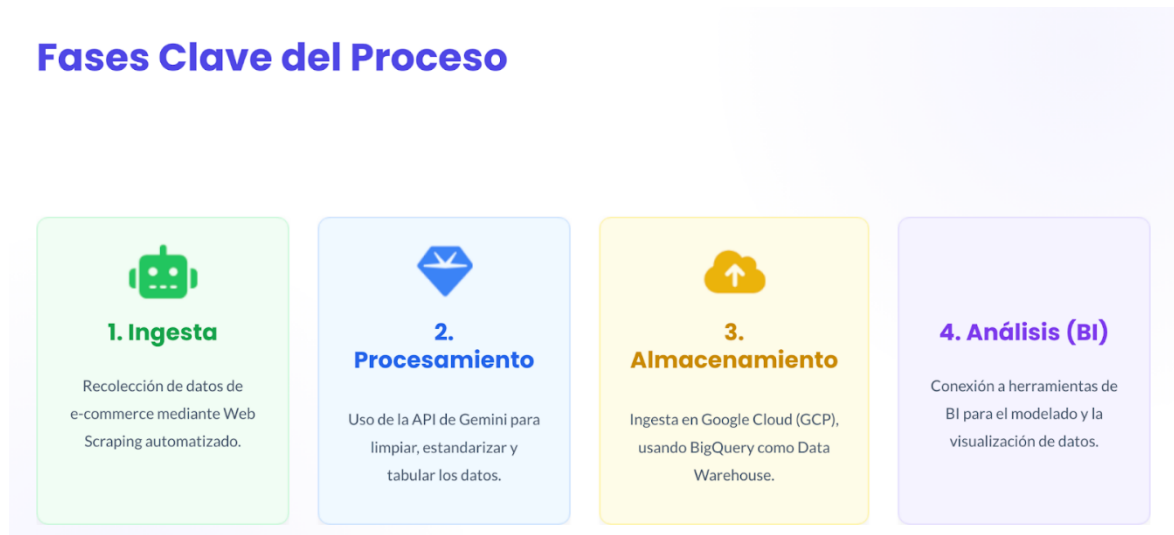 Fases Clave del Proceso
1. Ingesta
Recolección de datos de
e-commerce mediante Web
Scraping automatizado.
2.
Procesamiento
Uso de la API de Gemini para
limpiar, estandarizar y
tabular los datos.
3.
Almacenamiento
Ingesta en Google Cloud (GCP),
usando BigQuery como Data
Warehouse.
4. Análisis (BI)
Conexión a herramientas de
BI para el modelado y la
visualización de datos.